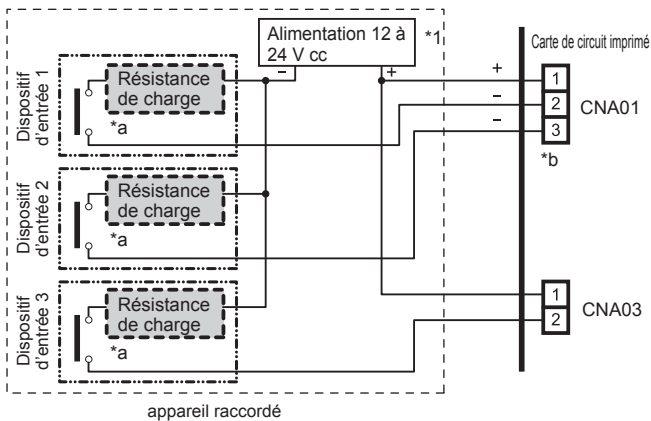 Alimentation 12 à
24 V cc
*1
–
+
Carte de circuit imprimé
+
–
–
1
2
3
CNA01
*b
Dispositif
d'entrée 1
Résistance
de charge
*a
Dispositif
d'entrée 2
Résistance
de charge
*a
Dispositif
d'entrée 3
Résistance
de charge
*a
1
2
CNA03
appareil raccordé